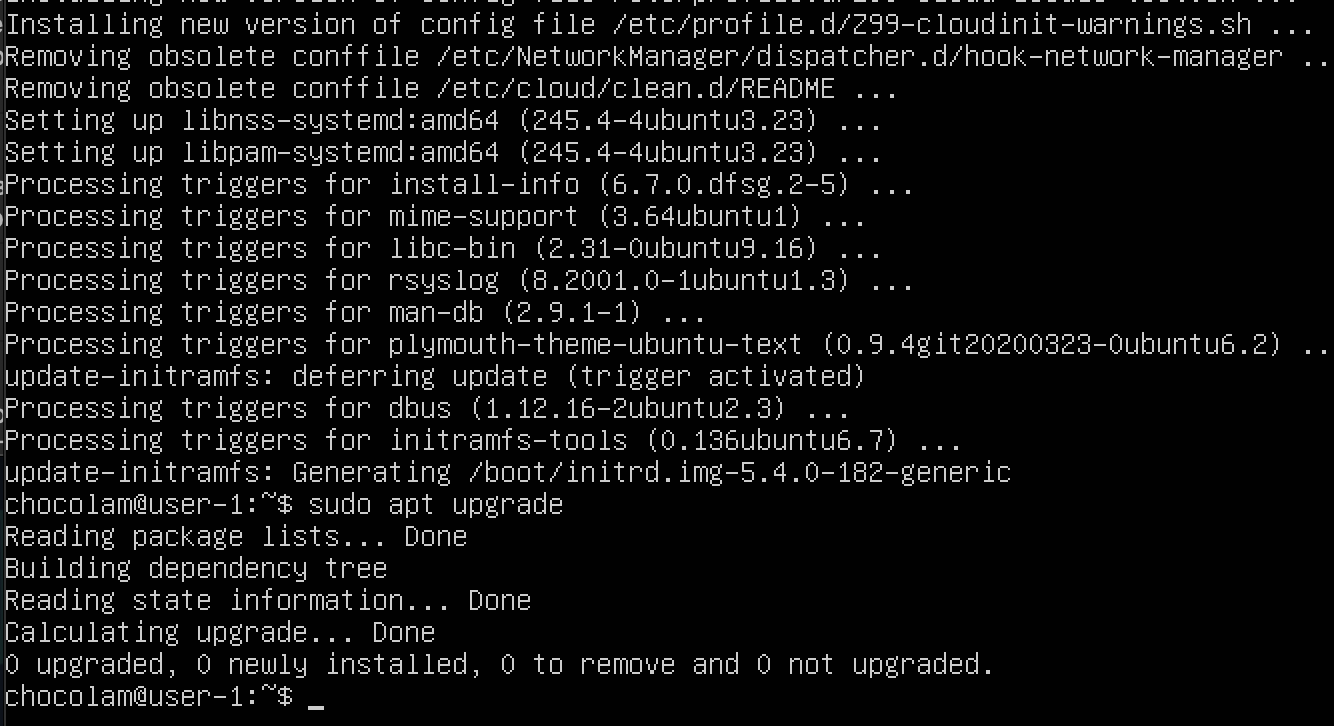 Installing new version of config file /etc/profile.d/Z99-cloudinit-warnings.sh ...
Removing obsolete conffile /etc/NetworkManager/dispatcher.d/hook-network-manager ..
Removing obsolete conffile /etc/cloud/clean.d/README ...
Setting up libnss-systemd:amd64 (245.4-4ubuntu3.23) ...
Setting up libpam-systemd:amd64 (245.4-4ubuntu3.23) ...
Processing triggers for install-info (6.7.0.dfsg.2-5) ...
Processing triggers for mime-support (3.64ubuntu1) ...
Processing triggers for libc-bin (2.31-0ubuntu9.16) ...
Processing triggers for rsyslog (8.2001.0-1ubuntu1.3) ...
Processing triggers for man-db (2.9.1-1) ...
Processing triggers for plymouth-theme-ubuntu-text (0.9.4git20200323-0ubuntu6.2) ..
update-initramfs: deferring update (trigger activated)
Processing triggers for dbus (1.12.16-2ubuntu2.3) ...
Processing triggers for initramfs-tools (0.136ubuntu6.7) ...
update-initramfs: Generating /boot/initrd.img-5.4.0-182-generic
chocolam@user-1:~$ sudo apt upgrade
Reading package lists... Done
Building dependency tree
Reading state information... Done
Calculating upgrade... Done
0 upgraded, 0 newly installed, 0 to remove and 0 not upgraded.
chocolam@user-1:~$ _